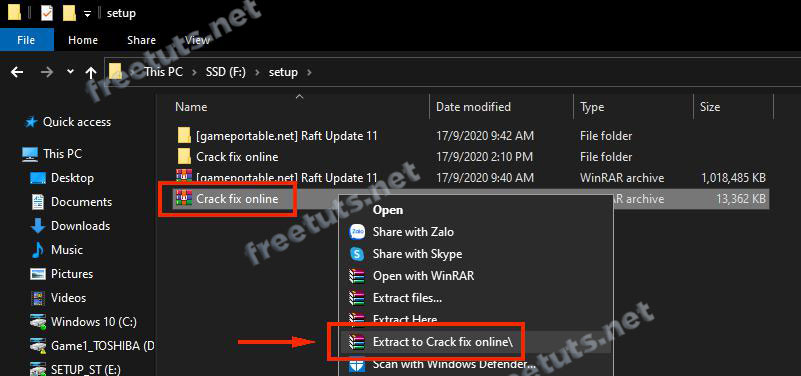 setup
File Home Share View
This PC > SSD (F:) > setup >
Name Date modified Type Size
Quick access
[gameportable.net] Raft Update 11 17/9/2020 9:42 AM File folder
This PC
Crack fix online 17/9/2020 2:10 PM File folder
Desktop
[gameportable.net] Raft Update 11 17/9/2020 9:40 AM WinRAR archive 1,018,485 KB
Documents
Crack fix online AR archive 13,362 KB
Open
Downloads
Share with Zalo
Music
Share with Skype
Pictures
Open with WinRAR
Videos
Extract files...
Windows 10 (C:)
Extract Here
Game1_TOSHIBA (D
Extract to Crack fix online\
SETUP_ST (E:)
Scan with Windows Defender...
freetuts.net
freetuts.net
freetuts.net